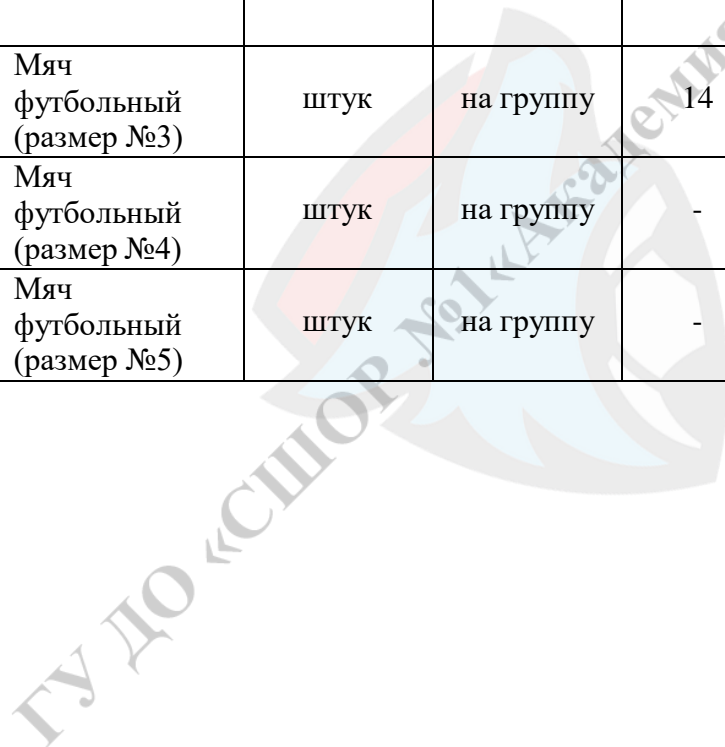 Мяч
футбольный
(размер №3) штук на группу 14
Мяч
футбольный
(размер №4) штук на группу -
Мяч
футбольный
(размер №5) штук на группу -
ГУ ДО «СШОР №1«Академия